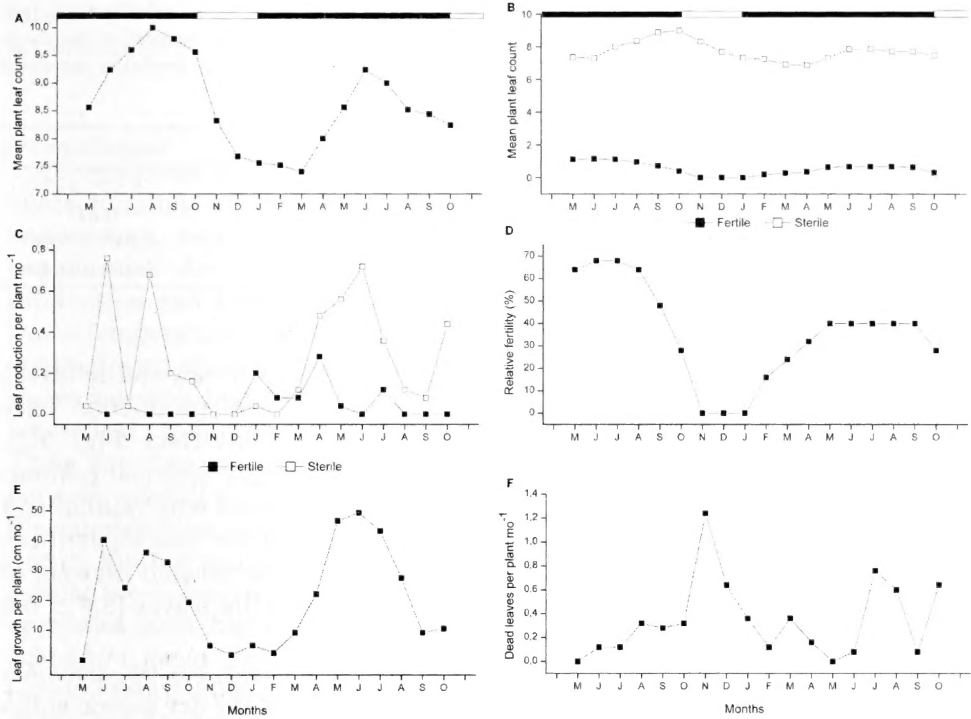 A
Mean plant leaf count
10.0
9.5
9.0
8.5
8.0
7.5
7,0
M J J A S O N D J F M A M J J A S O
B
Mean plant leaf count
10
8
6
4
2
0
M J J A S O N D J F M A M J J A S O
Fertile Sterile
C
Leaf production per plant mo⁻¹
0.8
0.6
0.4
0.2
0.0
M J J A S O N D J F M A M J J A S O
Fertile Sterile
D
Relative fertility (%)
70
60
50
40
30
20
10
0
M J J A S O N D J F M A M J J A S O
E
Leaf growth per plant (cm mo⁻¹)
50
40
30
20
10
0
M J J A S O N D J F M A M J J A S O
Months
F
Dead leaves per plant mo⁻¹
1,4
1,2
1,0
0,8
0,6
0,4
0,2
0,0
M J J A S O N D J F M A M J J A S O
Months